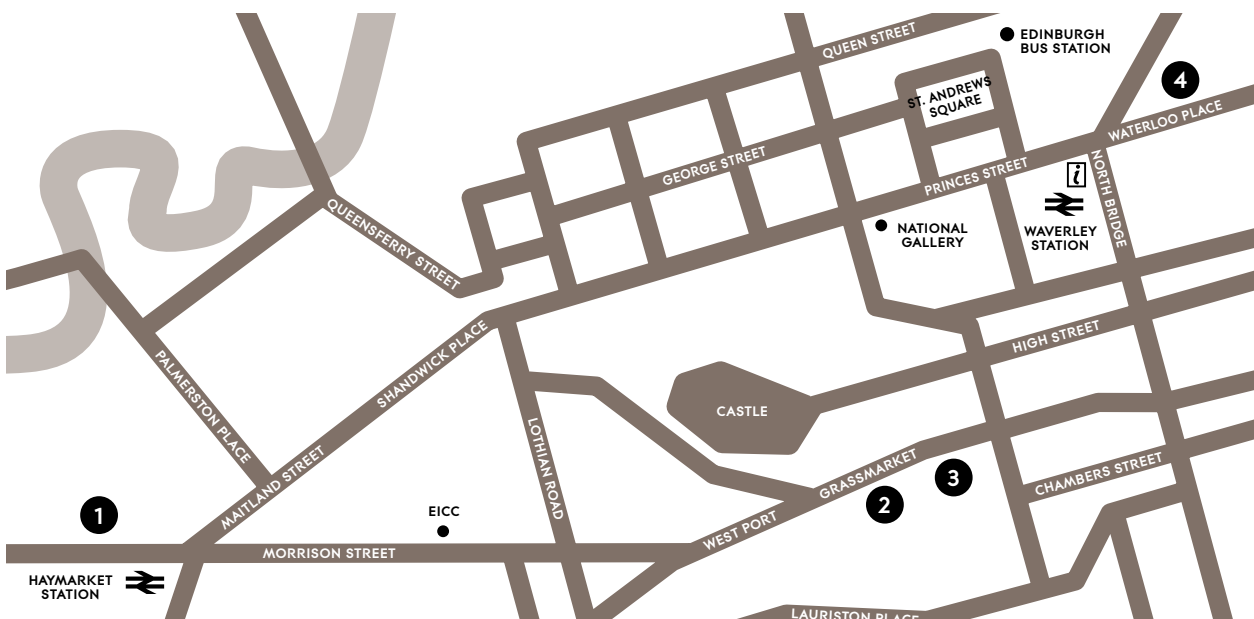 QUEEN STREET
EDINBURGH
BUS STATION
4
ST. ANDREWS
SQUARE
WATERLOO PLACE
GEORGE STREET
PRINCES STREET
i
NORTH BRIDGE
QUEENSFERRY STREET
NATIONAL
GALLERY
WAVERLEY
STATION
HIGH STREET
SHANDWICK PLACE
PALMERSTON PLACE
CASTLE
LOTHIAN ROAD
MAITLAND STREET
GRASSMARKET
3
CHAMBERS STREET
1
2
EICC
WEST PORT
MORRISON STREET
HAYMARKET
STATION
LAURISTON PLACE